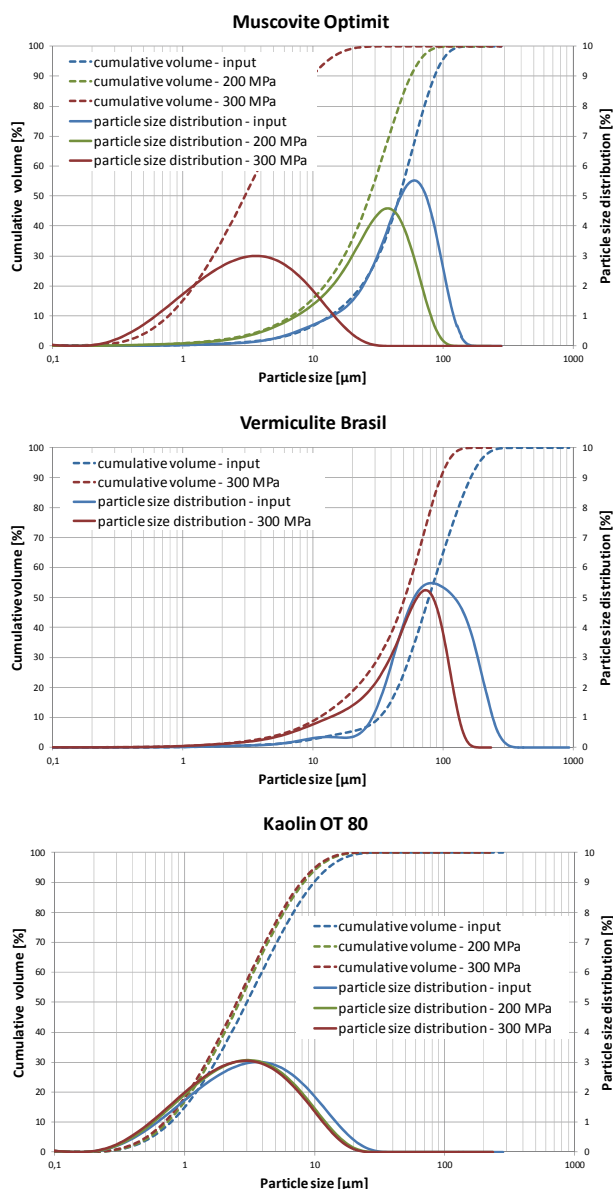 Muscovite Optimit
100
90
80
70
60
50
40
30
20
10
0
Cumulative volume [%]
cumulative volume - input
cumulative volume - 200 MPa
cumulative volume - 300 MPa
particle size distribution - input
particle size distribution - 200 MPa
particle size distribution - 300 MPa
10
9
8
7
6
5
4
3
2
1
0
Particle size distribution [%]
0,1 1 10 100 1000
Particle size [µm]
Vermiculite Brasil
100
90
80
70
60
50
40
30
20
10
0
Cumulative volume [%]
cumulative volume - input
cumulative volume - 300 MPa
particle size distribution - input
particle size distribution - 300 MPa
10
9
8
7
6
5
4
3
2
1
0
Particle size distribution [%]
0,1 1 10 100 1000
Particle size [µm]
Kaolin OT 80
100
90
80
70
60
50
40
30
20
10
0
Cumulative volume [%]
cumulative volume - input
cumulative volume - 200 MPa
cumulative volume - 300 MPa
particle size distribution - input
particle size distribution - 200 MPa
particle size distribution - 300 MPa
10
9
8
7
6
5
4
3
2
1
0
Particle size distribution [%]
0,1 1 10 100 1000
Particle size [µm]